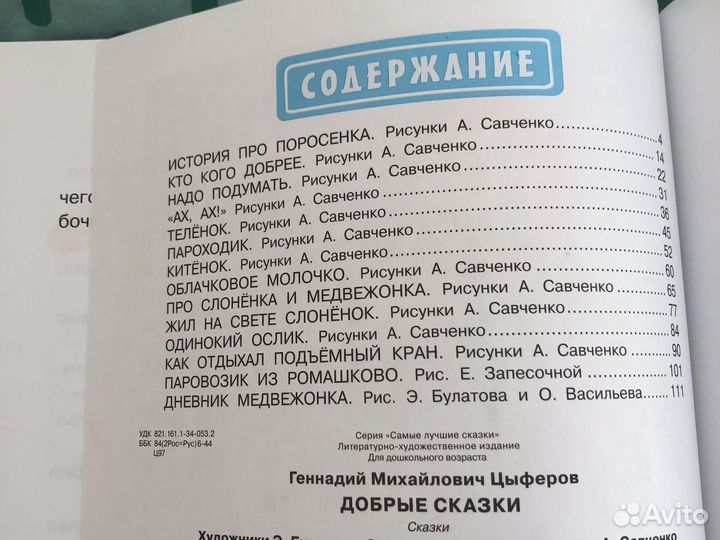 СОДЕРЖАНИЕ
ИСТОРИЯ ПРО ПОРОСЕНКА. Рисунки А. Савченко..............4
КТО КОГО ДОБРЕЕ. Рисунки А. Савченко..............14
НАДО ПОДУМАТЬ. Рисунки А. Савченко..............22
«АХ, АХ!» Рисунки А. Савченко..............31
ТЕЛЁНОК. Рисунки А. Савченко..............36
ПАРОХОДИК. Рисунки А. Савченко..............45
КИТЁНОК. Рисунки А. Савченко..............52
ОБЛАЧКОВОЕ МОЛОЧКО. Рисунки А. Савченко..............60
ПРО СЛОНЁНКА И МЕДВЕЖОНКА. Рисунки А. Савченко......65
ЖИЛ НА СВЕТЕ СЛОНЁНОК. Рисунки А. Савченко..............77
ОДИНОКИЙ ОСЛИК. Рисунки А. Савченко..............84
КАК ОТДЫХАЛ ПОДЪЁМНЫЙ КРАН. Рисунки А. Савченко......90
ПАРОВОЗИК ИЗ РОМАШКОВО. Рис. Е. Запесочной..............101
ДНЕВНИК МЕДВЕЖОНКА. Рис. Э. Булатова и О. Васильева......111
чего
боч
УДК 821.161.1-34-053.2
ББК 84(2Рос=Рус)6-44
Ц97
Серия «Самые лучшие сказки»
Литературно-художественное издание
Для дошкольного возраста
Геннадий Михайлович Цыферов
ДОБРЫЕ СКАЗКИ
Сказки
Художники Э. А. Савченко
Avito